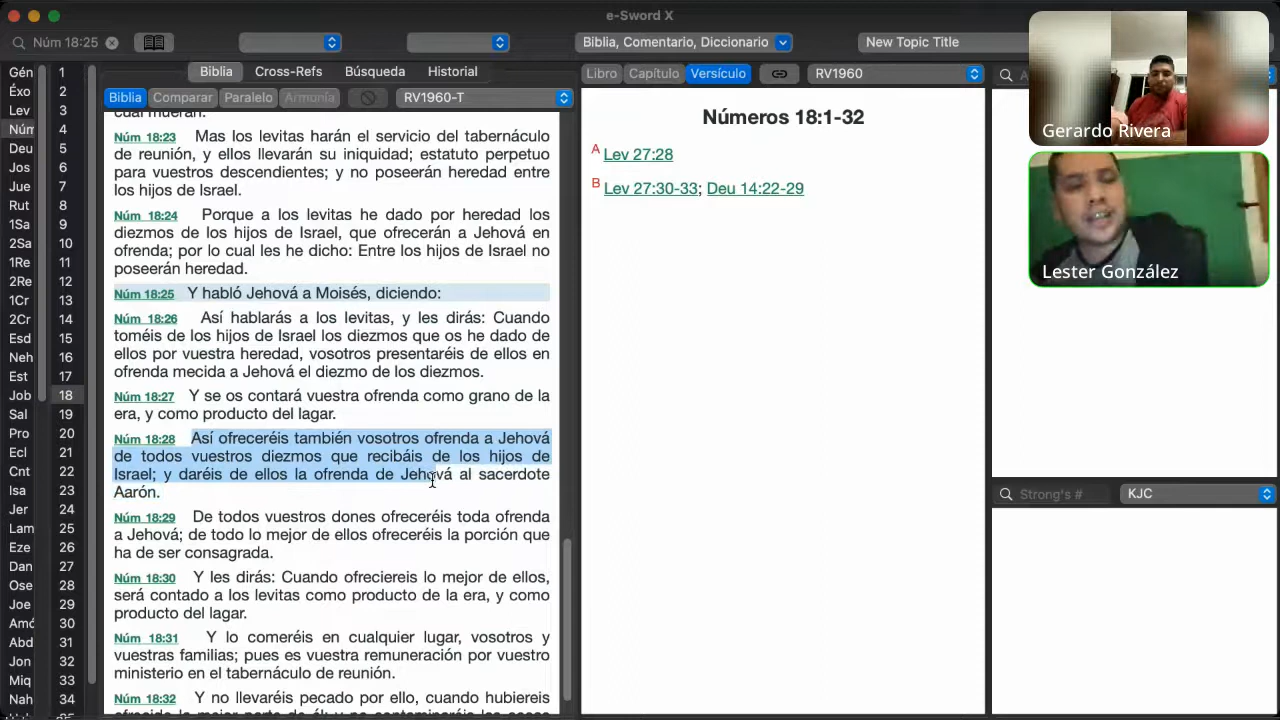 e-Sword X
Núm 18:25
Biblia, Comentario, Diccionario
New Topic Title
Gén
Éxo
Lev
Núm
Deu
Jos
Jue
Rut
1Sa
2Sa
1Re
2Re
1Cr
2Cr
Esd
Neh
Est
Job
Sal
Pro
Ecl
Cnt
Isa
Jer
Lam
Eze
Dan
Ose
Joe
Amó
Abd
Jon
Miq
Nah
1
2
3
4
5
6
7
8
9
10
11
12
13
14
15
16
17
18
19
20
21
22
23
24
25
26
27
28
29
30
31
32
33
34
Biblia
Cross-Refs
Búsqueda
Historial
Biblia
Comparar
Paralelo
Armonía
RV1960-T
cual mueran.
Núm 18:23 Mas los levitas harán el servicio del tabernáculo
de reunión, y ellos llevarán su iniquidad; estatuto perpetuo
para vuestros descendientes; y no poseerán heredad entre
los hijos de Israel.
Núm 18:24 Porque a los levitas he dado por heredad los
diezmos de los hijos de Israel, que ofrecerán a Jehová en
ofrenda; por lo cual les he dicho: Entre los hijos de Israel no
poseerán heredad.
Núm 18:25 Y habló Jehová a Moisés, diciendo:
Núm 18:26 Así hablarás a los levitas, y les dirás: Cuando
toméis de los hijos de Israel los diezmos que os he dado de
ellos por vuestra heredad, vosotros presentaréis de ellos en
ofrenda mecida a Jehová el diezmo de los diezmos.
Núm 18:27 Y se os contará vuestra ofrenda como grano de la
era, y como producto del lagar.
Núm 18:28 Así ofreceréis también vosotros ofrenda a Jehová
de todos vuestros diezmos que recibáis de los hijos de
Israel; y daréis de ellos la ofrenda de Jehová al sacerdote
Aarón.
Núm 18:29 De todos vuestros dones ofreceréis toda ofrenda
a Jehová; de todo lo mejor de ellos ofreceréis la porción que
ha de ser consagrada.
Núm 18:30 Y les dirás: Cuando ofreciereis lo mejor de ellos,
será contado a los levitas como producto de la era, y como
producto del lagar.
Núm 18:31 Y lo comeréis en cualquier lugar, vosotros y
vuestras familias; pues es vuestra remuneración por vuestro
ministerio en el tabernáculo de reunión.
Núm 18:32 Y no llevaréis pecado por ello, cuando hubiereis
Libro
Capítulo
Versículo
RV1960
Números 18:1-32
A Lev 27:28
B Lev 27:30-33; Deu 14:22-29
Gerardo Rivera
Lester González
Strong's #
KJC